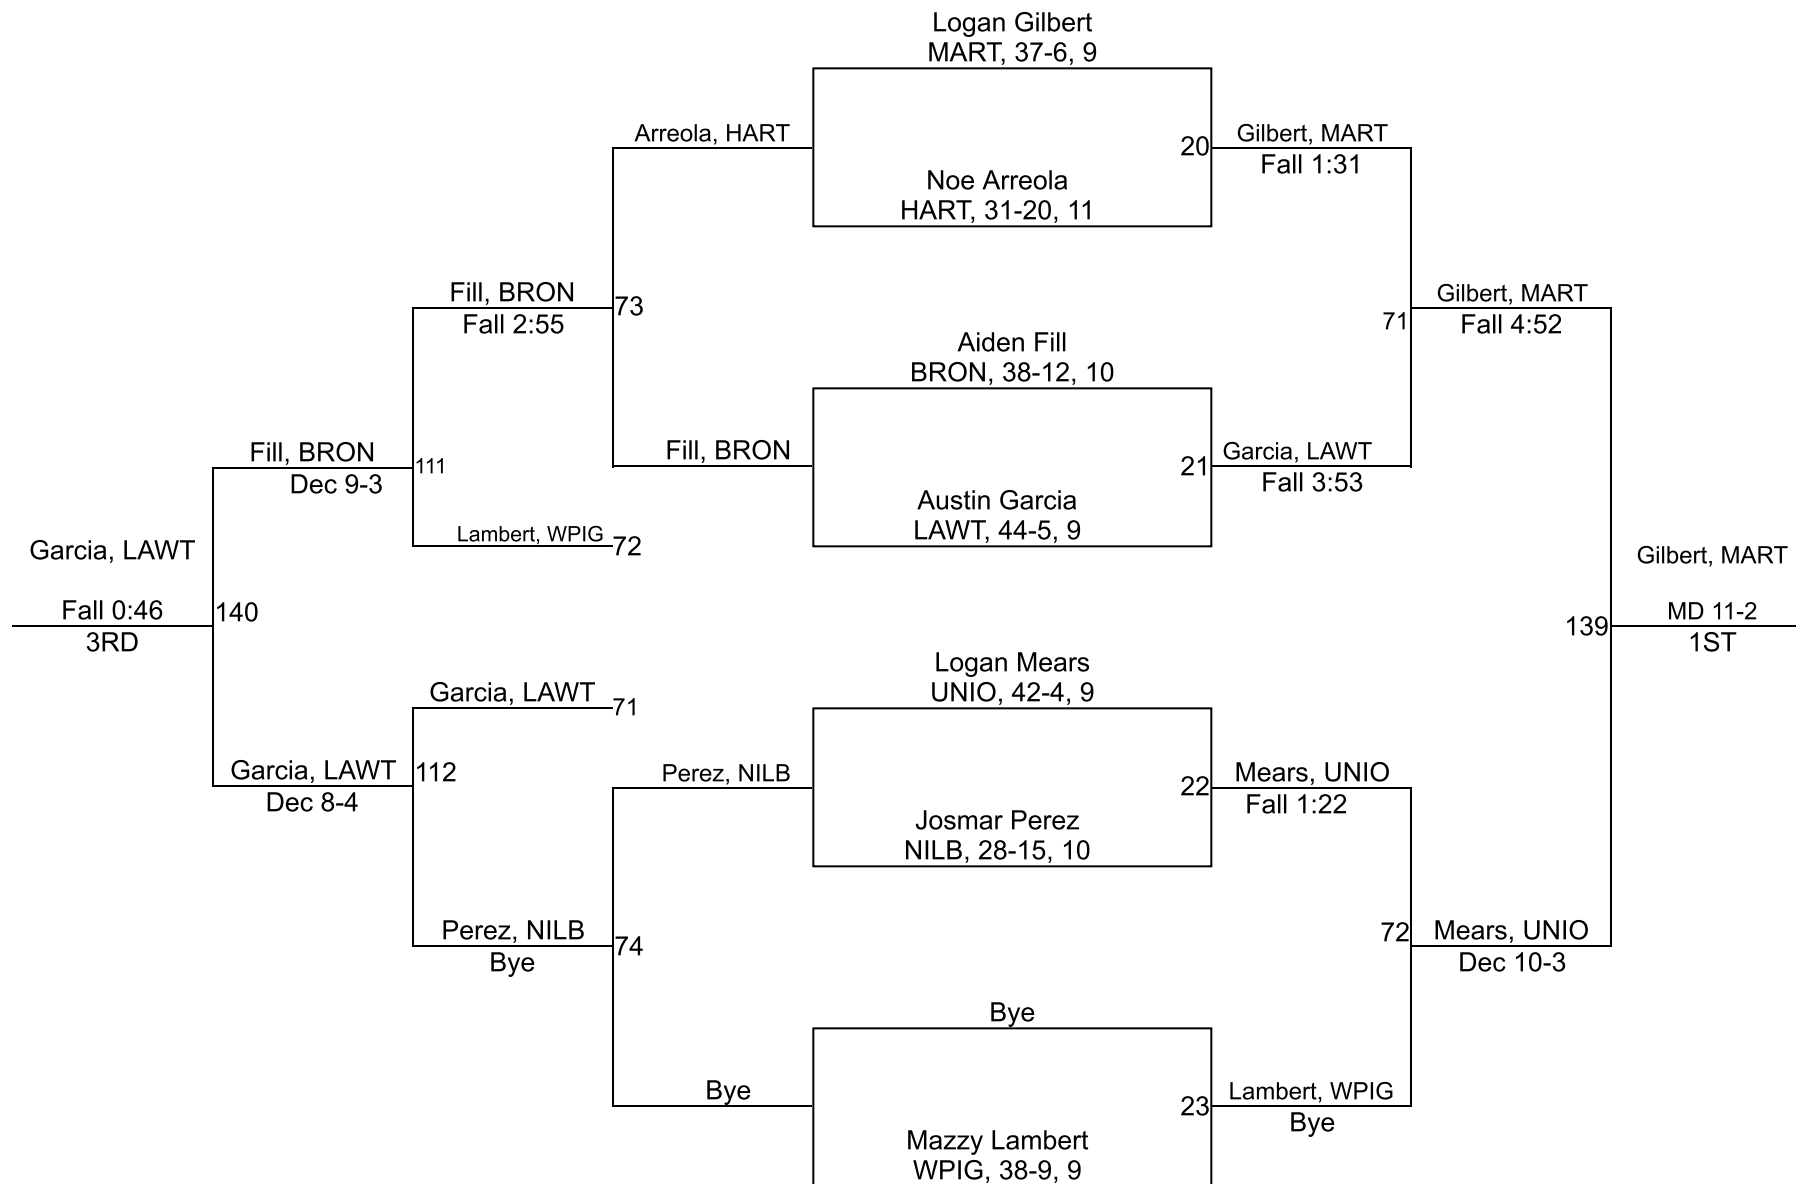 Logan Gilbert
MART, 37-6, 9
Arreola, HART
20
Gilbert, MART
Fall 1:31
Noe Arreola
HART, 31-20, 11
Fill, BRON
Fall 2:55
73
Gilbert, MART
Fall 4:52
71
Aiden Fill
BRON, 38-12, 10
Fill, BRON
Dec 9-3
111
Fill, BRON
21
Garcia, LAWT
Fall 3:53
Austin Garcia
LAWT, 44-5, 9
Lambert, WPIG
72
Garcia, LAWT
Fall 0:46
3RD
140
Gilbert, MART
139
MD 11-2
1ST
Logan Mears
UNIO, 42-4, 9
Garcia, LAWT
71
Garcia, LAWT
Dec 8-4
112
Perez, NILB
22
Mears, UNIO
Fall 1:22
Josmar Perez
NILB, 28-15, 10
Perez, NILB
Bye
74
72
Mears, UNIO
Dec 10-3
Bye
Bye
23
Lambert, WPIG
Bye
Mazzy Lambert
WPIG, 38-9, 9